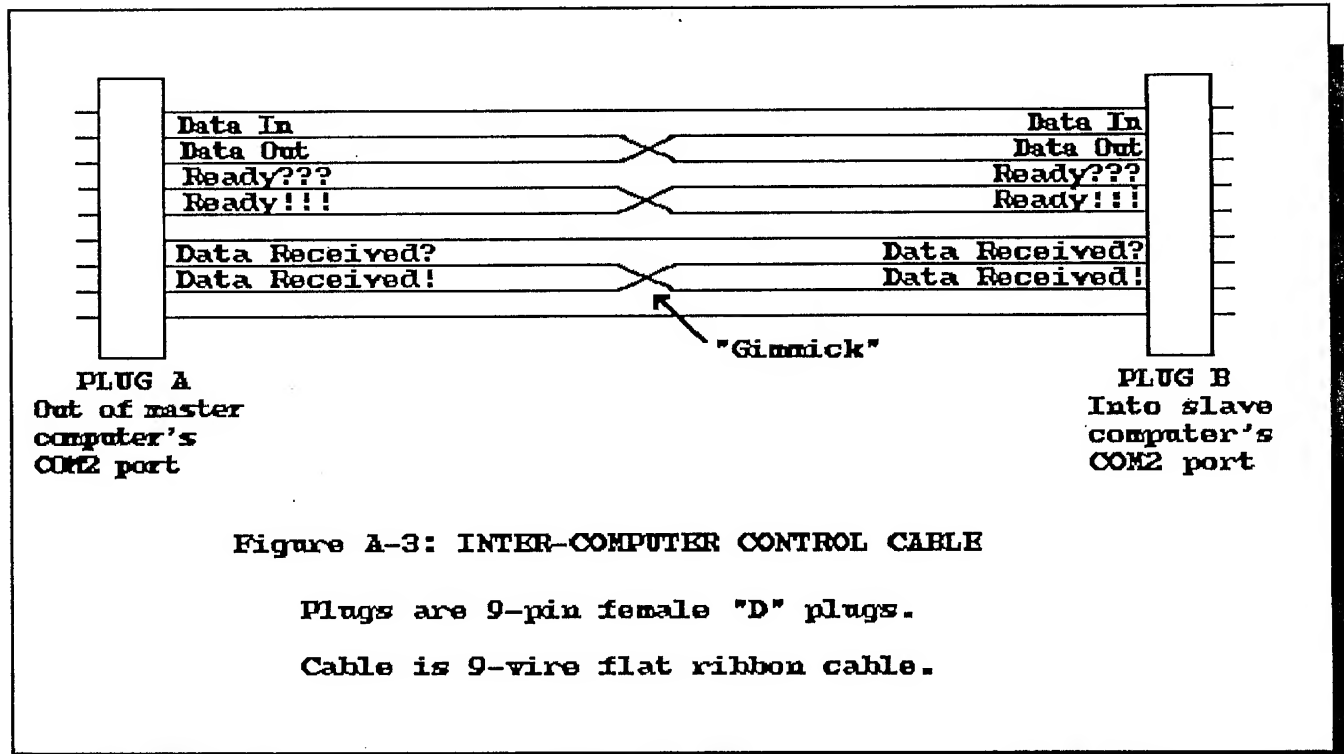 Data In
Data Out
Ready???
Ready!!!
Data Received?
Data Received!
Data In
Data Out
Ready???
Ready!!!
Data Received?
Data Received!
"Gimmick"
PLUG A
Out of master
computer's
COM2 port
PLUG B
Into slave
computer's
COM2 port
Figure A-3: INTER-COMPUTER CONTROL CABLE
Plugs are 9-pin female "D" plugs.
Cable is 9-wire flat ribbon cable.